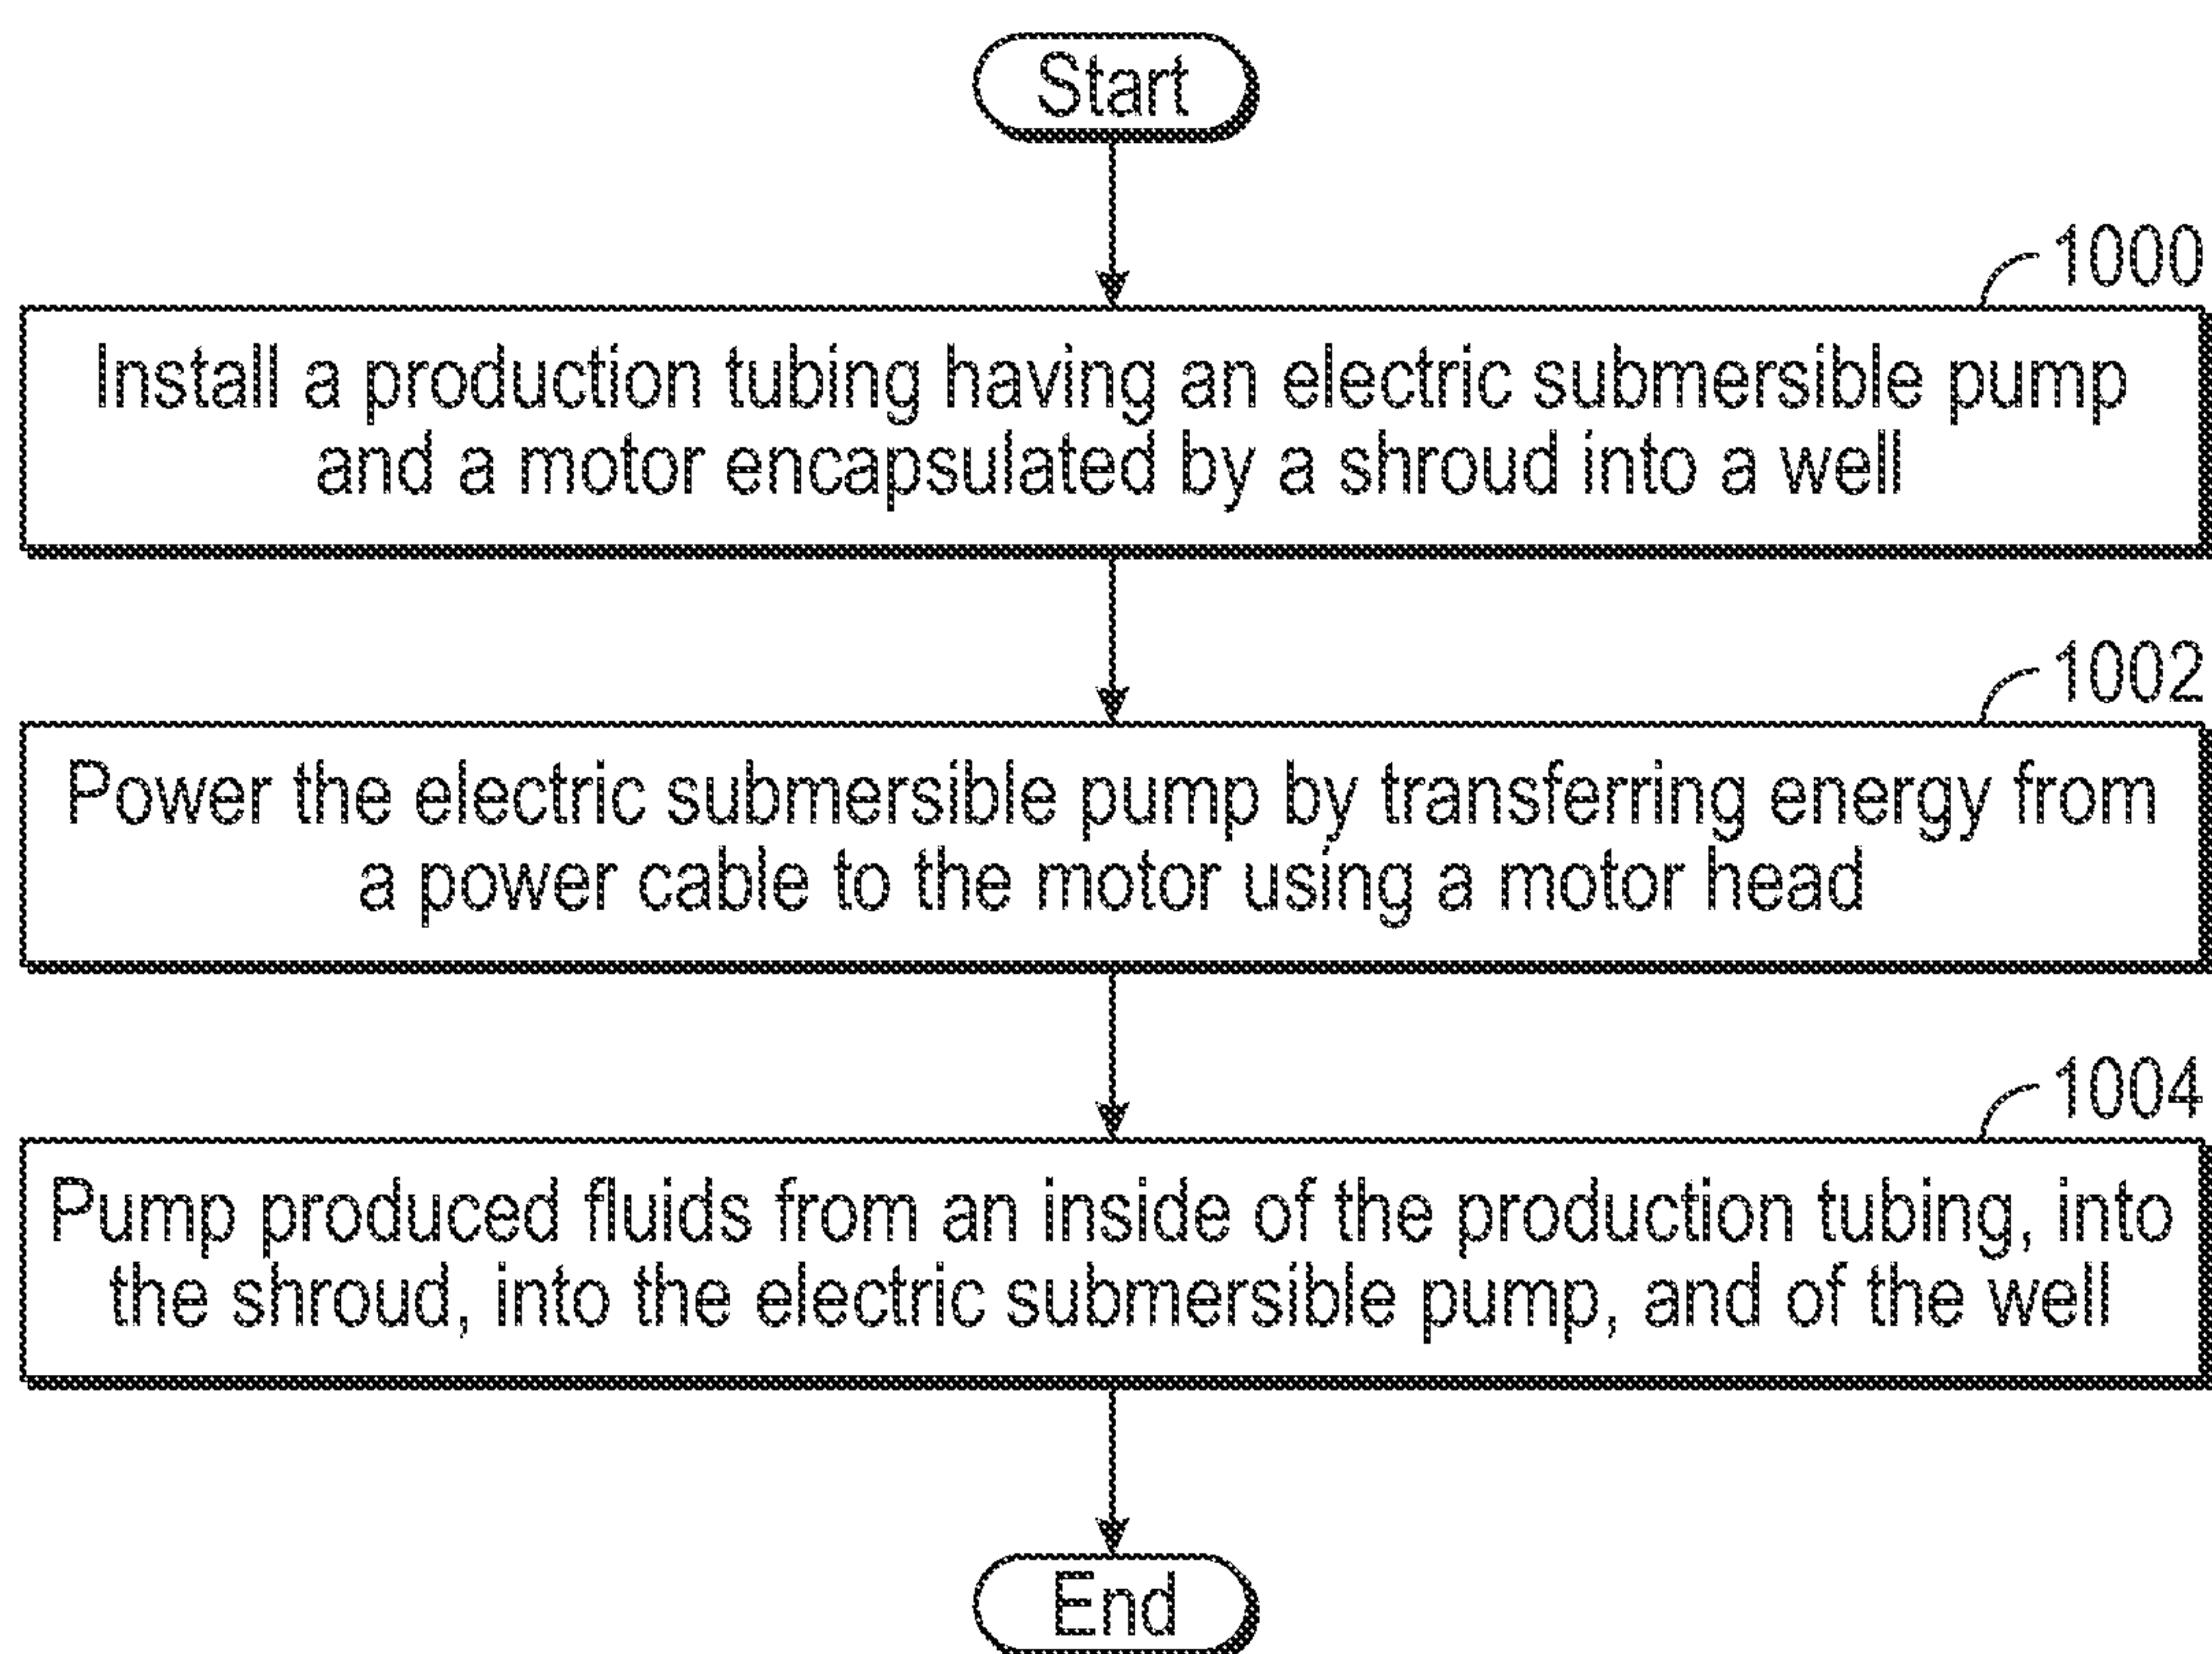 Start
1000
Install a production tubing having an electric submersible pump
and a motor encapsulated by a shroud into a well
1002
Power the electric submersible pump by transferring energy from
a power cable to the motor using a motor head
1004
Pump produced fluids from an inside of the production tubing, into
the shroud, into the electric submersible pump, and of the well
End